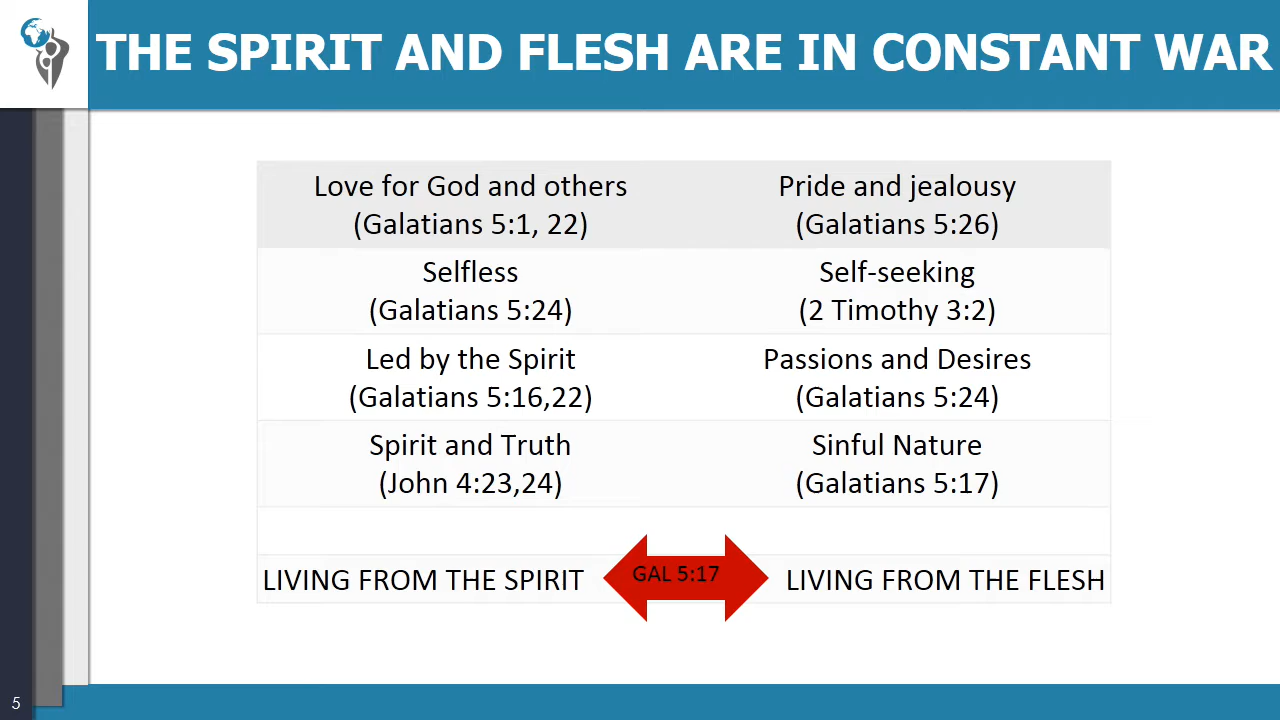 THE SPIRIT AND FLESH ARE IN CONSTANT WAR
Love for God and others
(Galatians 5:1, 22)
Pride and jealousy
(Galatians 5:26)
Selfless
(Galatians 5:24)
Self-seeking
(2 Timothy 3:2)
Led by the Spirit
(Galatians 5:16,22)
Passions and Desires
(Galatians 5:24)
Spirit and Truth
(John 4:23,24)
Sinful Nature
(Galatians 5:17)
LIVING FROM THE SPIRIT
GAL 5:17
LIVING FROM THE FLESH
5